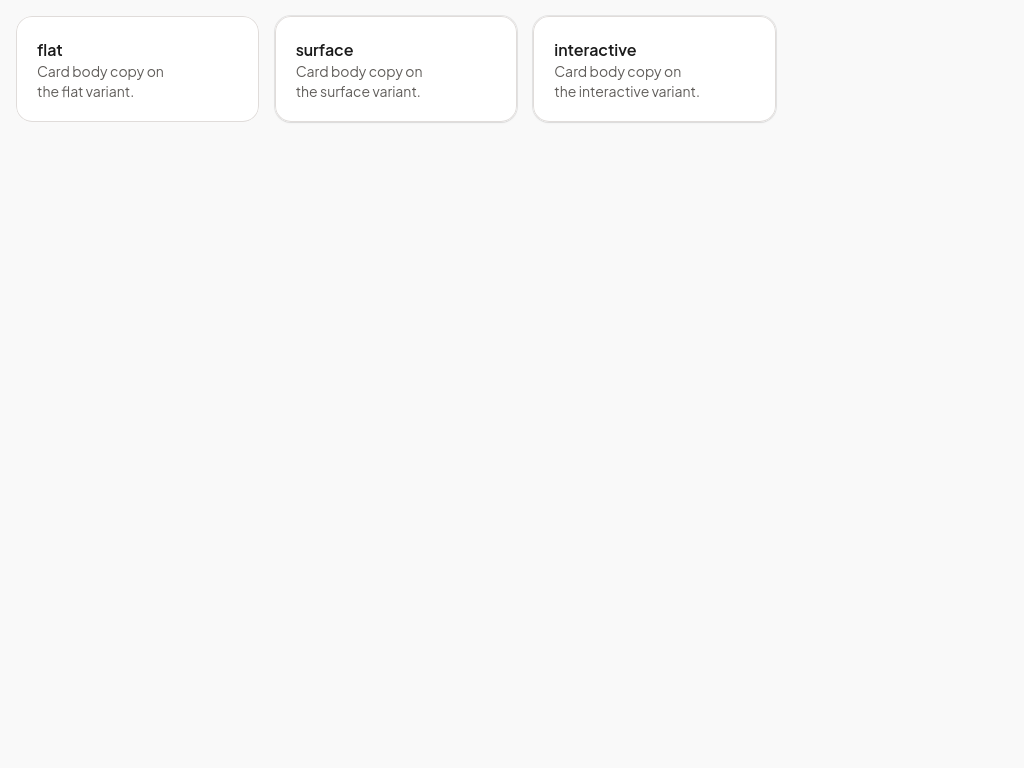 flat
Card body copy on
the flat variant.
surface
Card body copy on
the surface variant.
interactive
Card body copy on
the interactive variant.